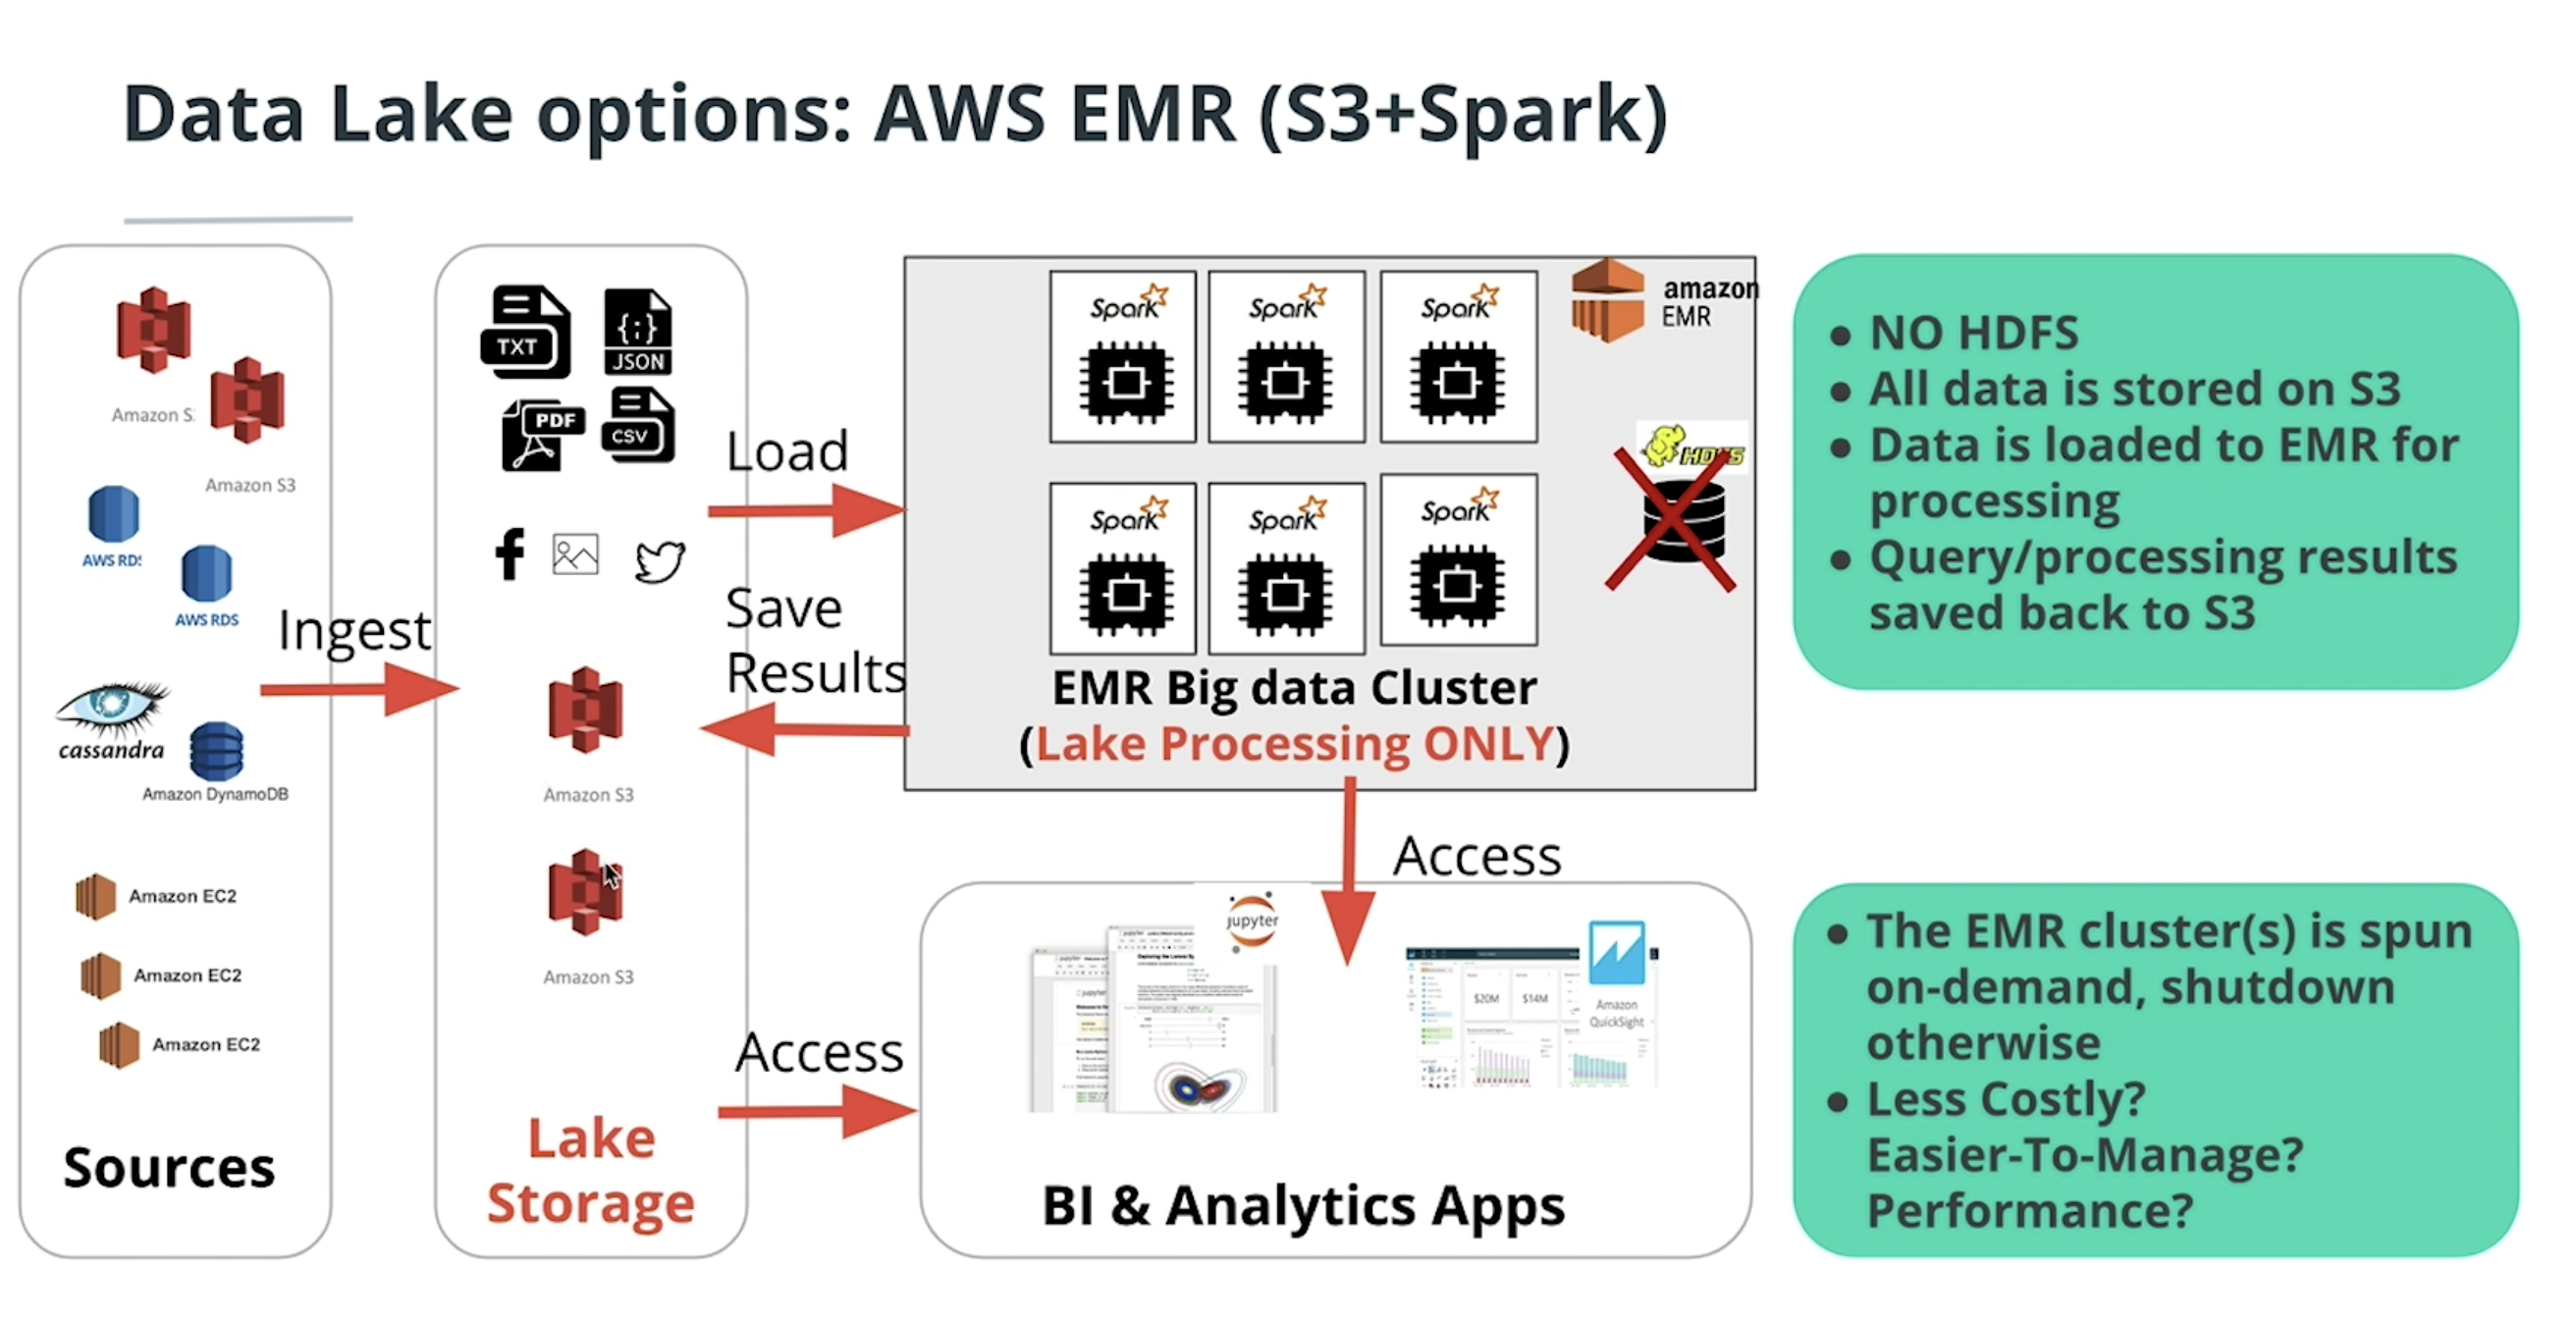 Data Lake options: AWS EMR (S3+Spark)
Amazon S
Amazon S3
AWS RDS
AWS RDS
cassandra
Amazon DynamoDB
Amazon EC2
Amazon EC2
Amazon EC2
Sources
Ingest
TXT
{;}
JSON
PDF
CSV
Amazon S3
Amazon S3
Lake
Storage
Load
Save
Results
Access
Spark
Spark
Spark
Spark
Spark
Spark
amazon
EMR
HDFS
EMR Big data Cluster
(Lake Processing ONLY)
Access
jupyter
$20M
$14M
Amazon
QuickSight
BI & Analytics Apps
● NO HDFS
● All data is stored on S3
● Data is loaded to EMR for
processing
● Query/processing results
saved back to S3
● The EMR cluster(s) is spun
on-demand, shutdown
otherwise
● Less Costly?
Easier-To-Manage?
Performance?